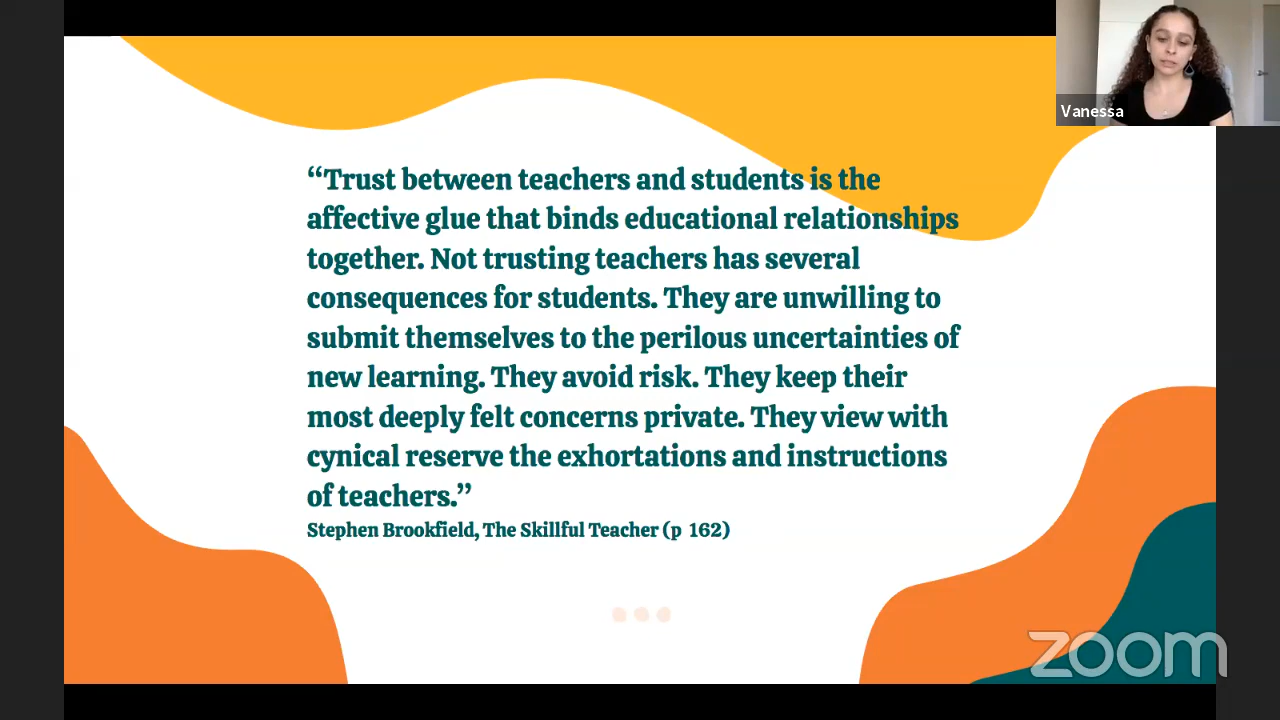 Vanessa
“Trust between teachers and students is the
affective glue that binds educational relationships
together. Not trusting teachers has several
consequences for students. They are unwilling to
submit themselves to the perilous uncertainties of
new learning. They avoid risk. They keep their
most deeply felt concerns private. They view with
cynical reserve the exhortations and instructions
of teachers.”
Stephen Brookfield, The Skillful Teacher (p 162)
zoom